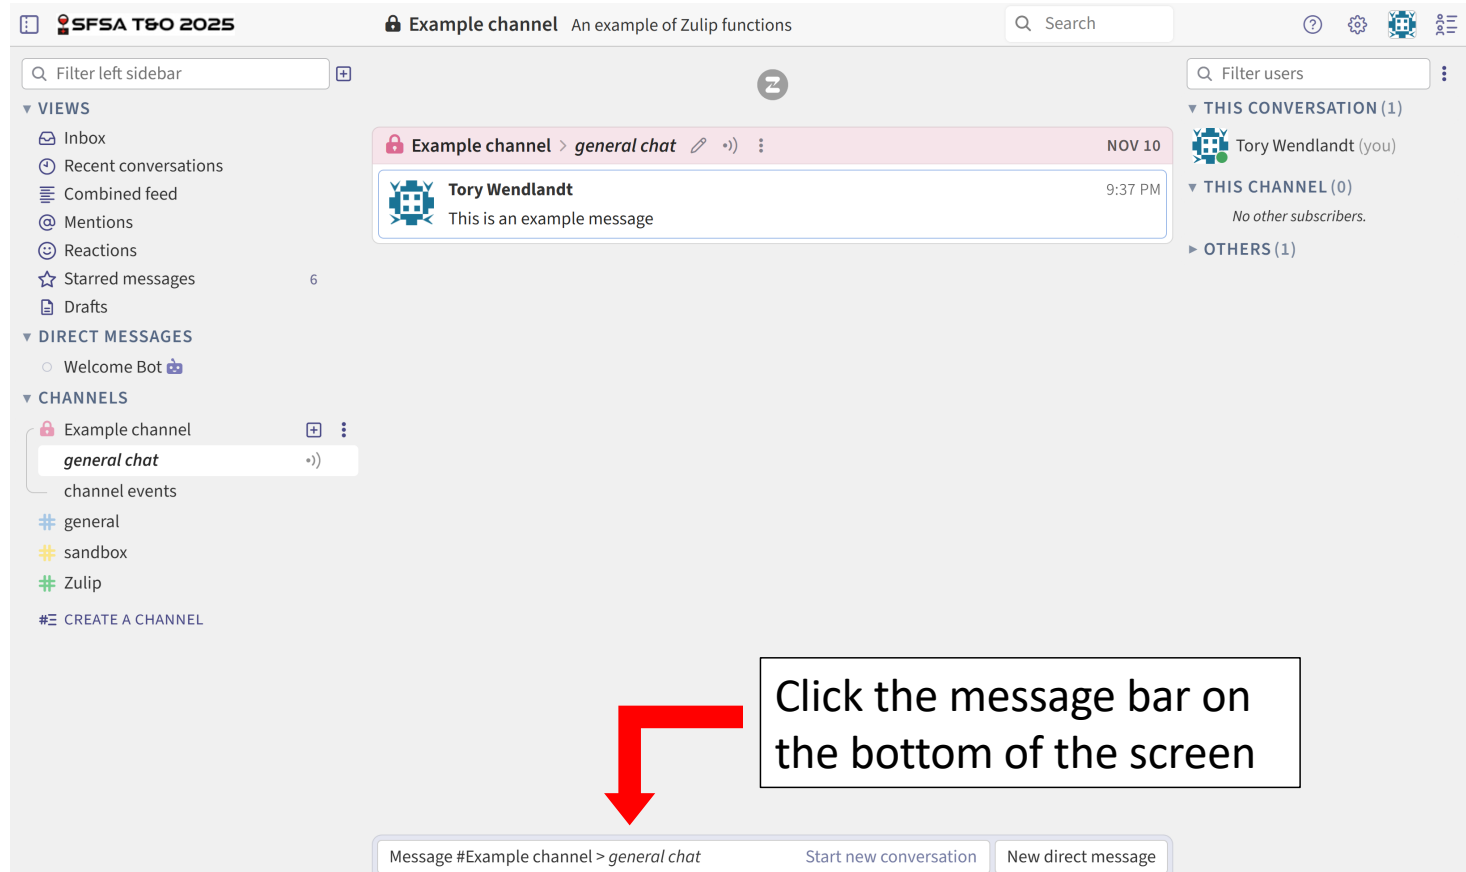 SFSA T&O 2025
Example channel An example of Zulip functions
Search
Filter left sidebar
VIEWS
Inbox
Recent conversations
Combined feed
Mentions
Reactions
Starred messages 6
Drafts
DIRECT MESSAGES
Welcome Bot
CHANNELS
Example channel
general chat
channel events
general
sandbox
Zulip
CREATE A CHANNEL
Example channel > general chat NOV 10
Tory Wendlandt 9:37 PM
This is an example message
Filter users
THIS CONVERSATION (1)
Tory Wendlandt (you)
THIS CHANNEL (0)
No other subscribers.
OTHERS (1)
Click the message bar on
the bottom of the screen
Message #Example channel > general chat Start new conversation New direct message